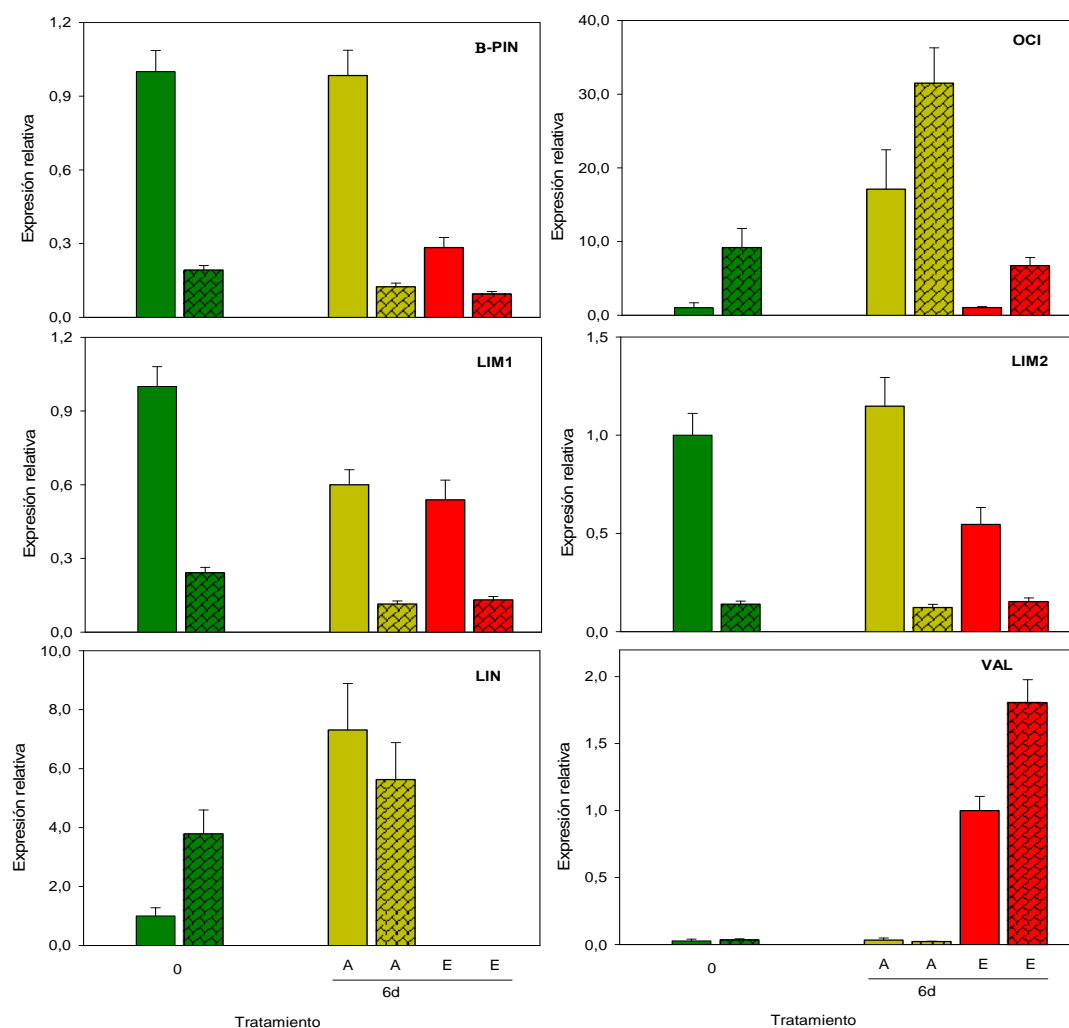 B-PIN
1,2
0,9
0,6
0,3
0,0
Expresión relativa
OCI
40,0
30,0
20,0
10,0
0,0
Expresión relativa
LIM1
1,2
0,9
0,6
0,3
0,0
Expresión relativa
LIM2
1,5
1,0
0,5
0,0
Expresión relativa
LIN
10,0
8,0
6,0
4,0
2,0
0,0
Expresión relativa
0 A A E E
6d
Tratamiento
VAL
2,0
1,5
1,0
0,5
0,0
Expresión relativa
0 A A E E
6d
Tratamiento